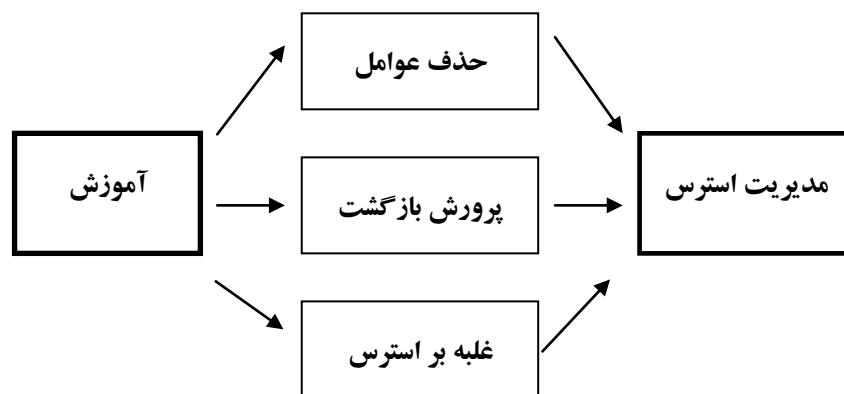 حذف عوامل
آموزش
پرورش بازگشت
مدیریت استرس
غلبه بر استرس